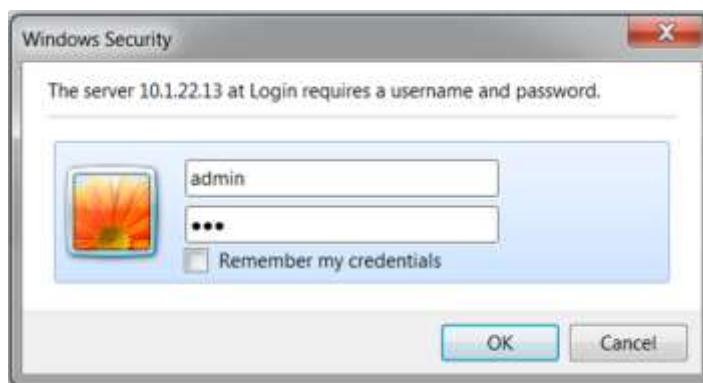 Windows Security
The server 10.1.22.13 at Login requires a username and password.
admin
●●●
Remember my credentials
OK
Cancel